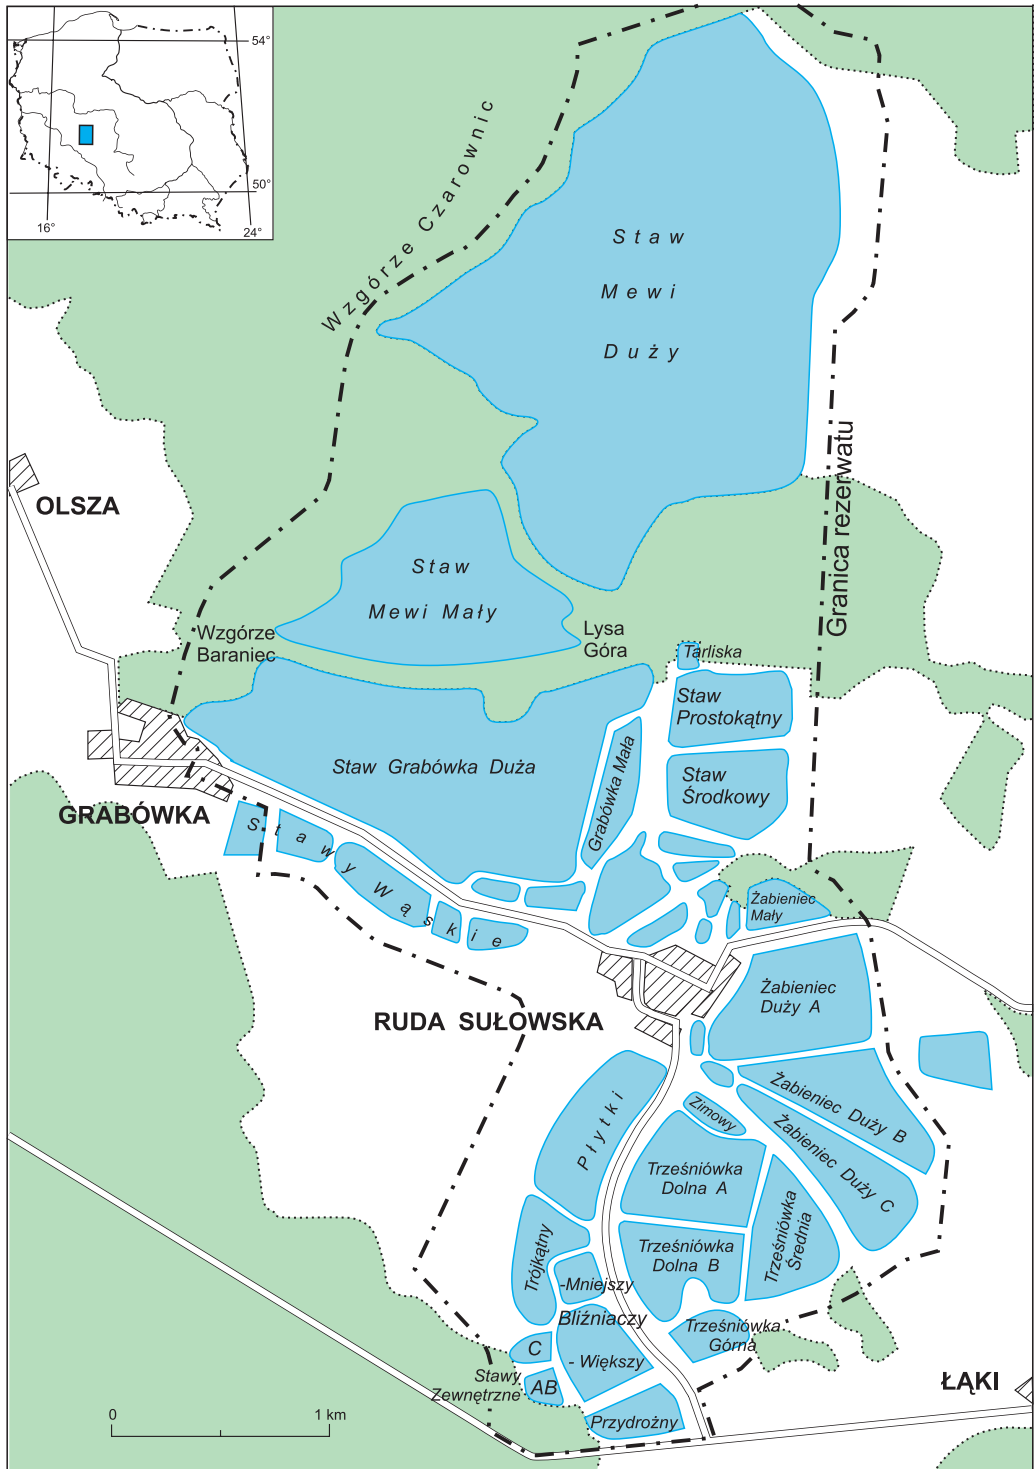 54°
50°
16°
24°
Wzgórze Czarownic
Staw
Mewi
Duży
Granica rezerwatu
OLSZA
Staw
Mewi Mały
Wzgórze
Baraniec
Lysa
Góra
Tarliska
Staw
Prostokątny
Staw Grabówka Duża
Grabówka Mała
Staw
Środkowy
GRABÓWKA
Stawy Wąskie
Żabieniec
Mały
Żabieniec
Duży A
RUDA SUŁOWSKA
Żabieniec Duży B
Żabieniec Duży C
Zimowy
Płytki
Trześniówka
Dolna A
Trześniówka
Średnia
Trześniówka
Dolna B
Trójkątny
-Mniejszy
Bliźniaczy
- Większy
Trześniówka
Górna
C
AB
Stawy
Zewnętrzne
Przydrożny
ŁĄKI
0
1 km